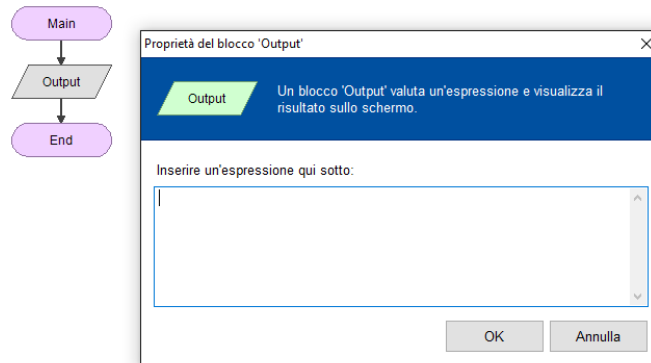 Main
Output
End
Proprietà del blocco 'Output'
Output
Un blocco 'Output' valuta un'espressione e visualizza il
risultato sullo schermo.
Inserire un'espressione qui sotto:
OK
Annulla